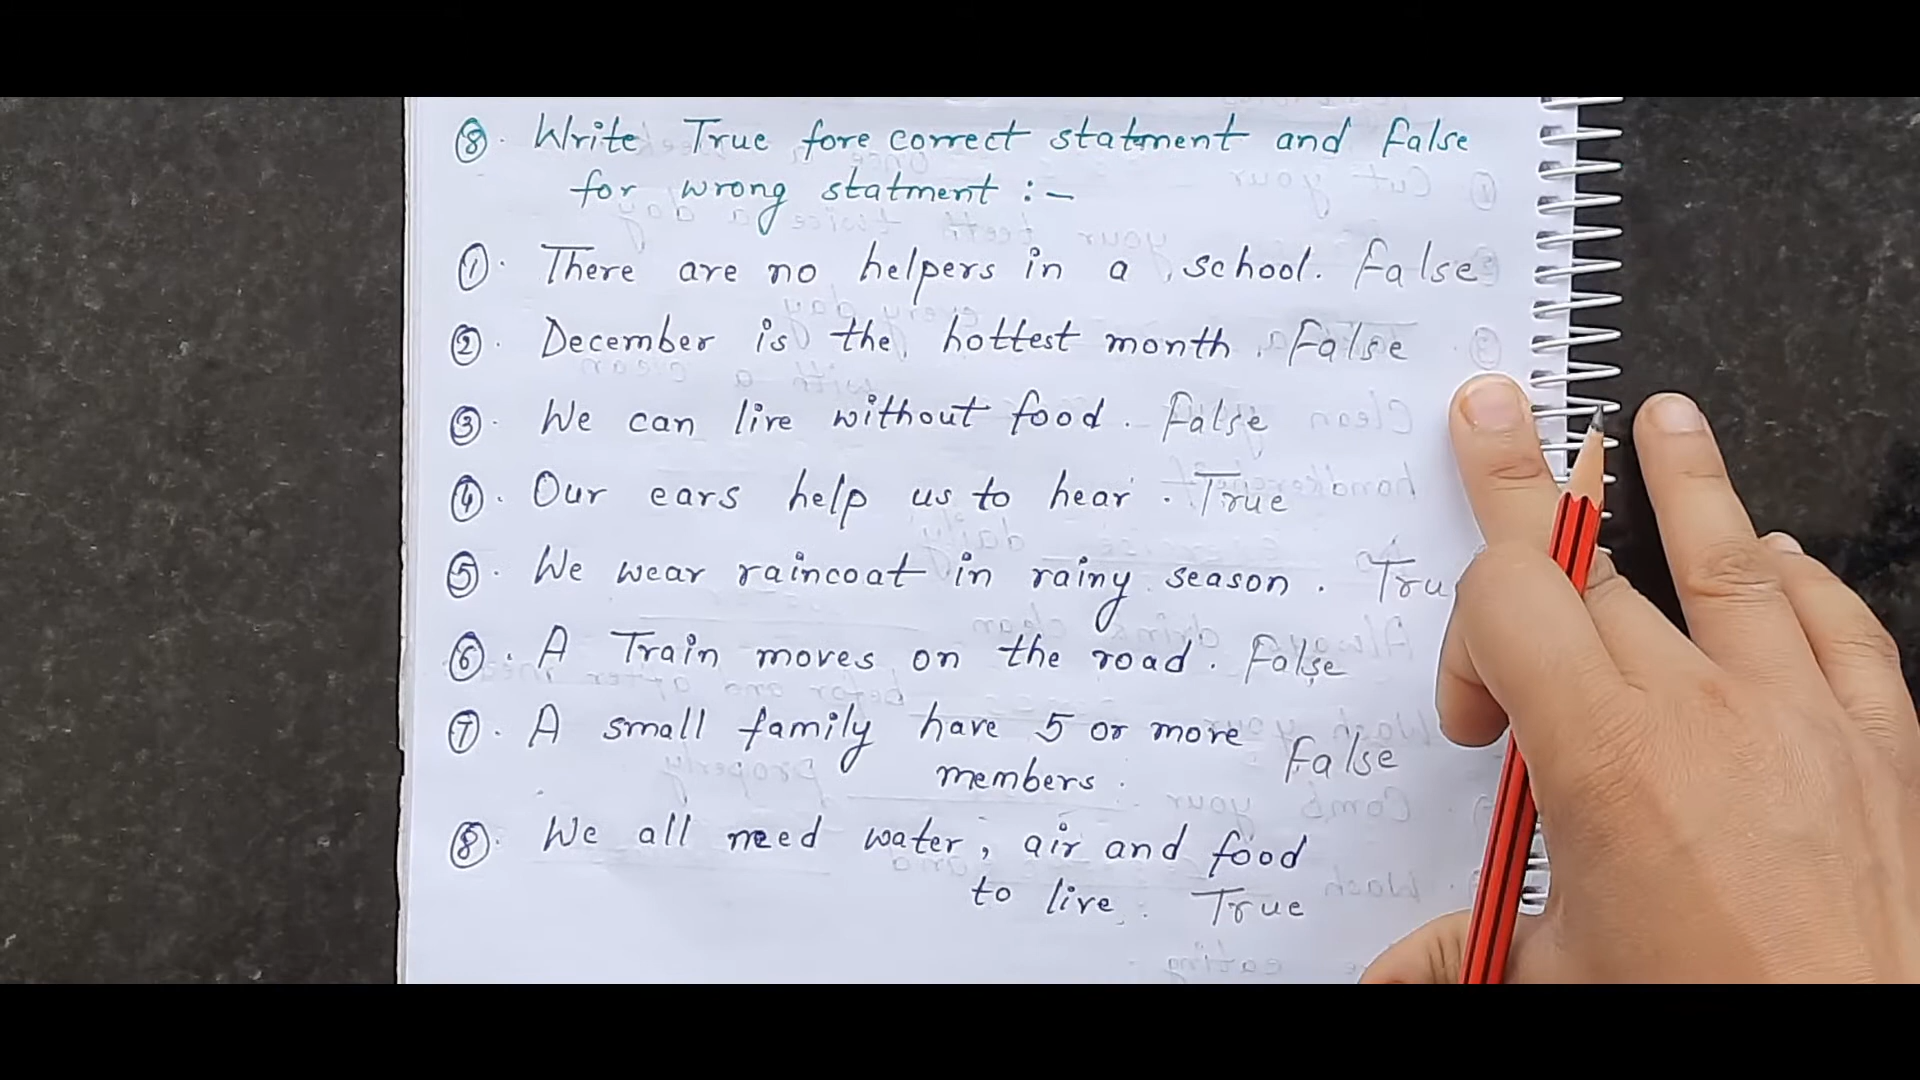 8. Write True fore correct statment and false
for wrong statment :-
1. There are no helpers in a school. False
2. December is the hottest month. False
3. We can live without food. False
4. Our ears help us to hear. True
5. We wear raincoat in rainy season. Tru
6. A Train moves on the road. False
7. A small family have 5 or more
members. False
8. We all need water, air and food
to live. True